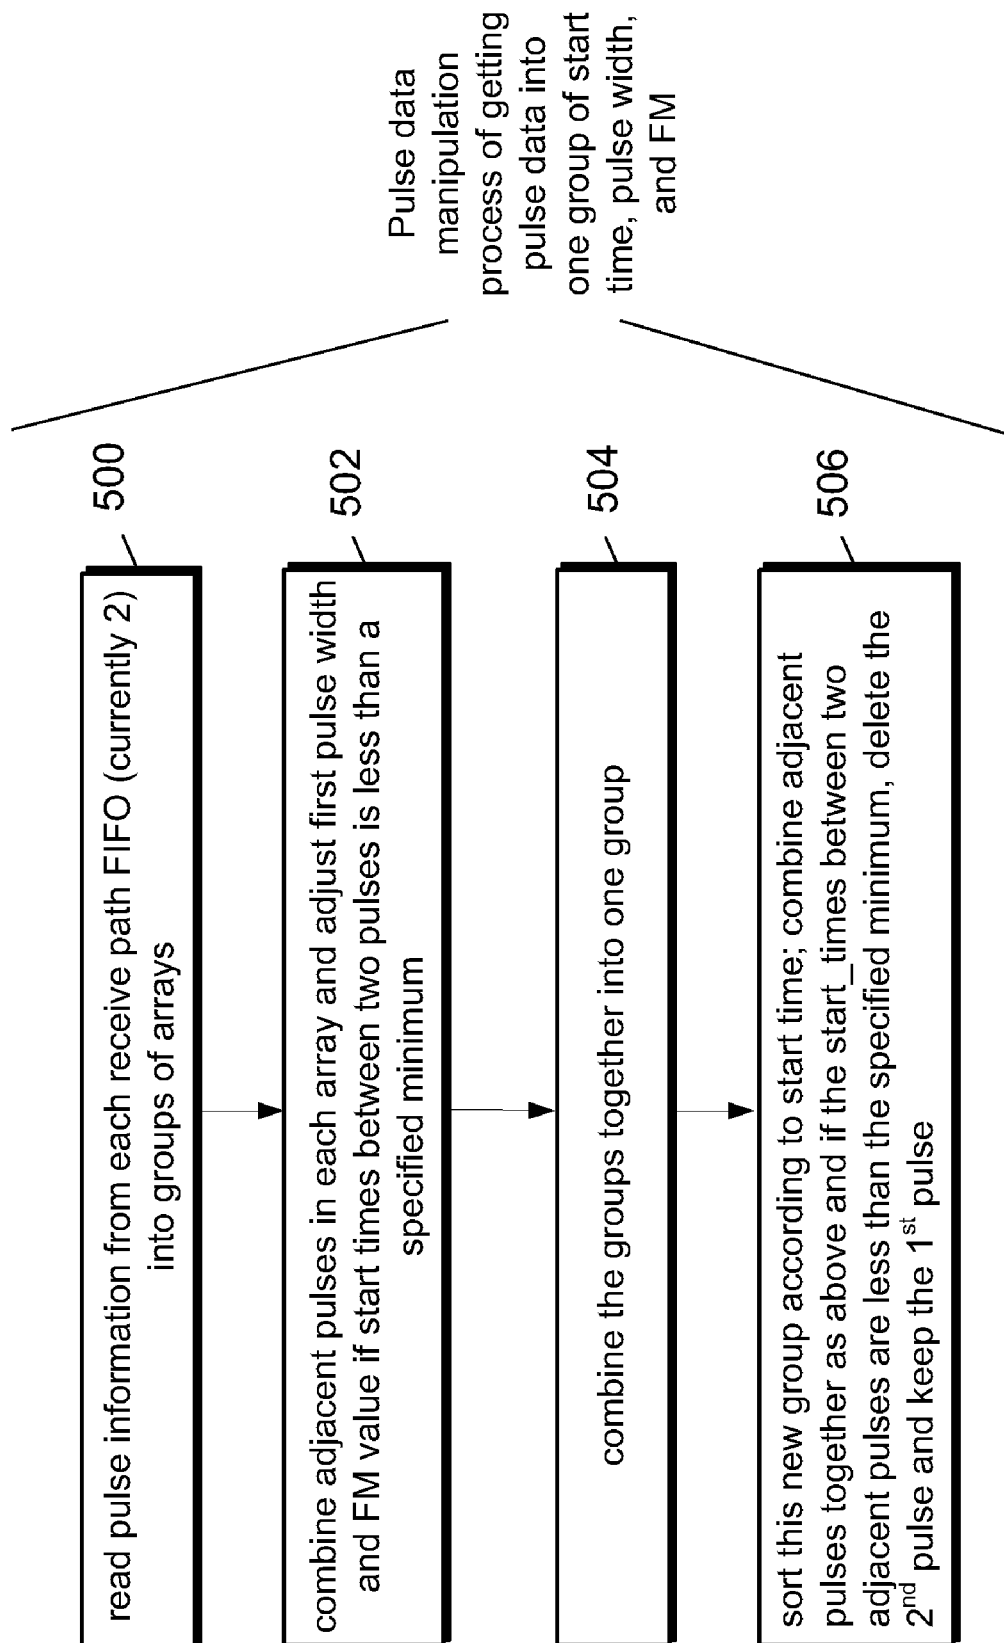 read pulse information from each receive path FIFO (currently 2)
into groups of arrays
500
combine adjacent pulses in each array and adjust first pulse width
and FM value if start times between two pulses is less than a
specified minimum
502
combine the groups together into one group
504
sort this new group according to start time; combine adjacent
pulses together as above and if the start_times between two
adjacent pulses are less than the specified minimum, delete the
2nd pulse and keep the 1st pulse
506
Pulse data
manipulation
process of getting
pulse data into
one group of start
time, pulse width,
and FM